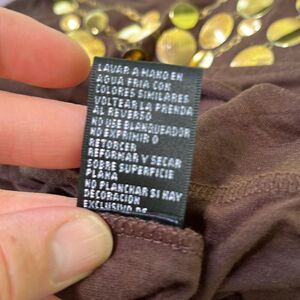 LAVAR A MANO EN
AGUA FRIA CON
COLORES SIMILARES
VOLTEAR LA PRENDA
AL REVERSO
NO USE BLANQUEADOR
NO EXPRIMIR O
RETORCER
REFORMAR Y SECAR
SOBRE SUPERFICIE
PLANA
NO PLANCHAR SI HAY
DECORACION
EXCLUSIVO DE